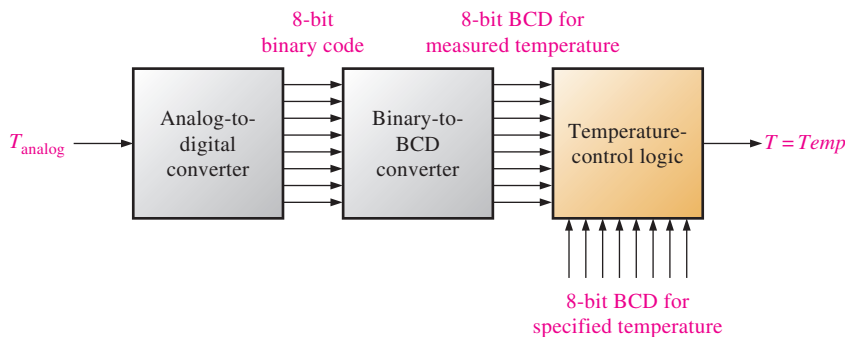 8-bit
binary code
8-bit BCD for
measured temperature
T analog
Analog-to-
digital
converter
Binary-to-
BCD
converter
Temperature-
control logic
T = Temp
8-bit BCD for
specified temperature